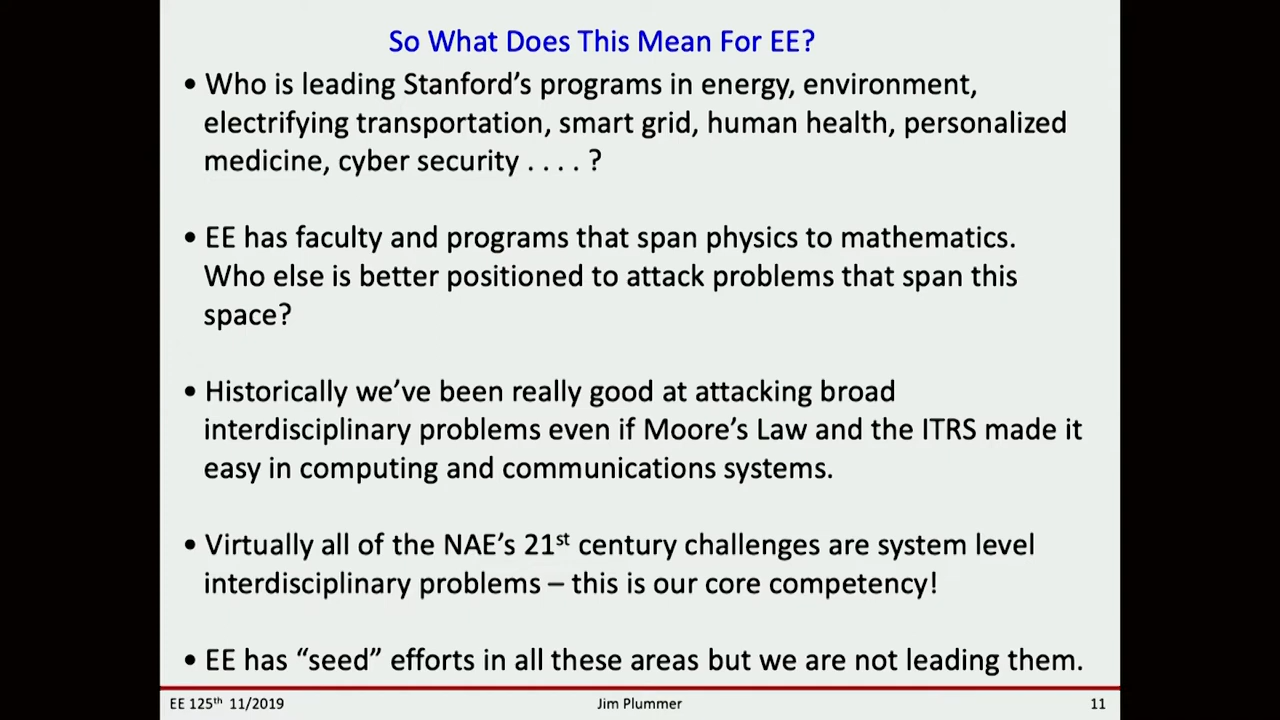 So What Does This Mean For EE?
• Who is leading Stanford’s programs in energy, environment,
electrifying transportation, smart grid, human health, personalized
medicine, cyber security . . . . ?
• EE has faculty and programs that span physics to mathematics.
Who else is better positioned to attack problems that span this
space?
• Historically we’ve been really good at attacking broad
interdisciplinary problems even if Moore’s Law and the ITRS made it
easy in computing and communications systems.
• Virtually all of the NAE’s 21st century challenges are system level
interdisciplinary problems – this is our core competency!
• EE has “seed” efforts in all these areas but we are not leading them.
EE 125th 11/2019 Jim Plummer 11